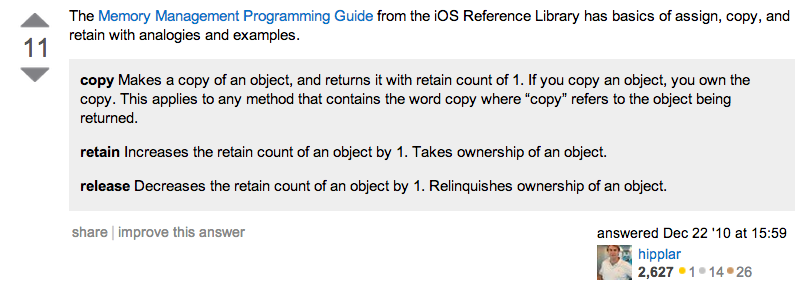 The Memory Management Programming Guide from the iOS Reference Library has basics of assign, copy, and
11
retain with analogies and examples.
copy Makes a copy of an object, and returns it with retain count of 1. If you copy an object, you own the
copy. This applies to any method that contains the word copy where “copy” refers to the object being
returned.
retain Increases the retain count of an object by 1. Takes ownership of an object.
release Decreases the retain count of an object by 1. Relinquishes ownership of an object.
share | improve this answer
answered Dec 22 '10 at 15:59
hipplar
2,627 ●1 ●14 ●26